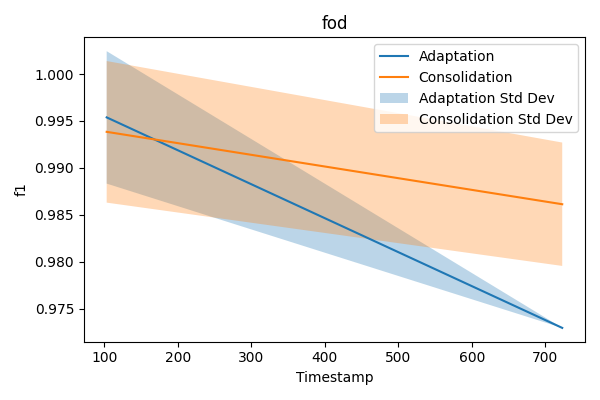 fod
Adaptation
Consolidation
Adaptation Std Dev
Consolidation Std Dev
f1
1.000
0.995
0.990
0.985
0.980
0.975
100 200 300 400 500 600 700
Timestamp